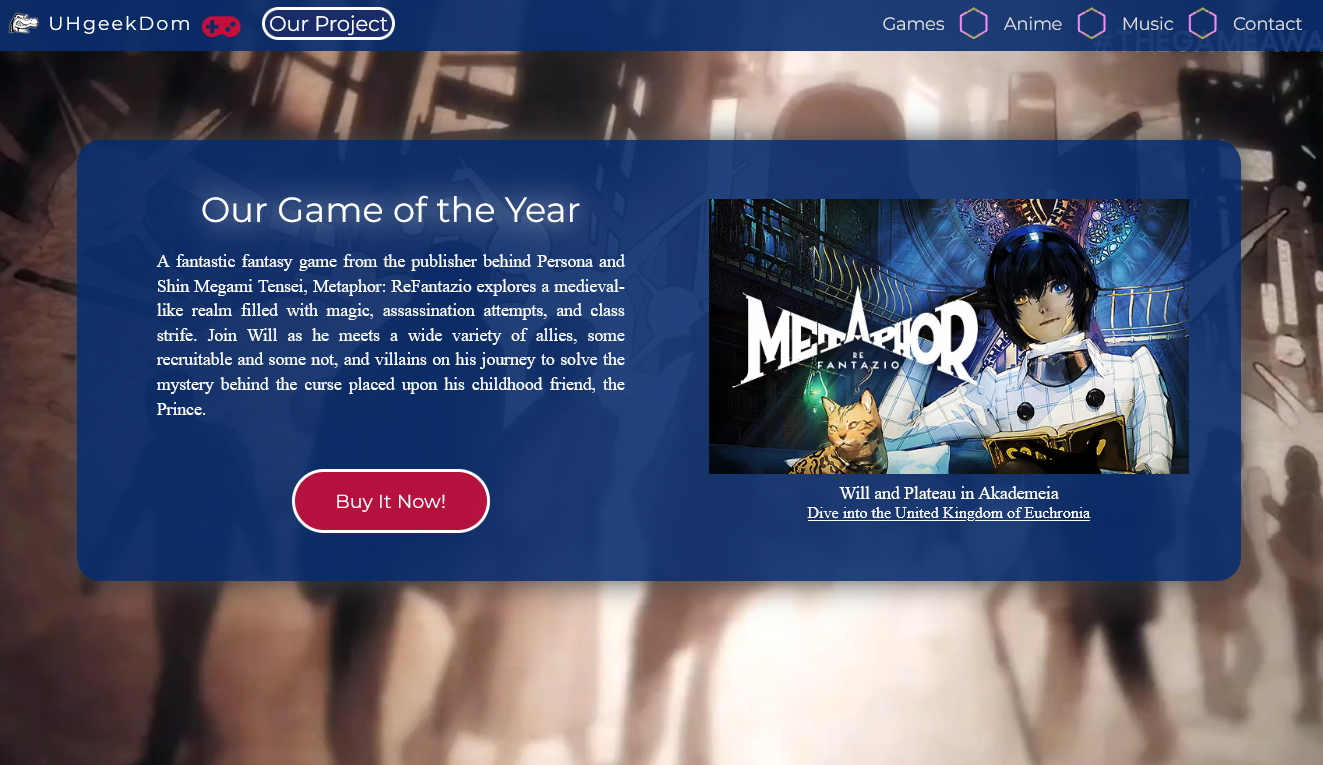 UHgeekDom
Our Project
Games
Anime
Music
Contact
#THEGAMEAWA
Our Game of the Year
A fantastic fantasy game from the publisher behind Persona and
Shin Megami Tensei, Metaphor: ReFantazio explores a medieval-
like realm filled with magic, assassination attempts, and class
strife. Join Will as he meets a wide variety of allies, some
recruitable and some not, and villains on his journey to solve the
mystery behind the curse placed upon his childhood friend, the
Prince.
Buy It Now!
METAPHOR
RE
FANTAZIO
Will and Plateau in Akademeia
Dive into the United Kingdom of Euchronia